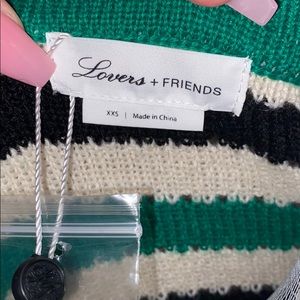 Lovers + FRIENDS
XXS | Made in China